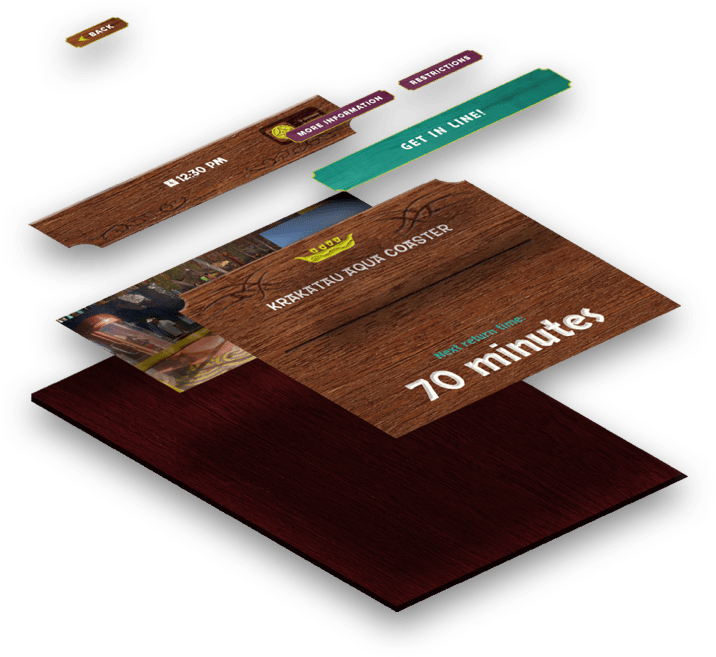 BACK
RESTRICTIONS
MORE INFORMATION
GET IN LINE!
12:30 PM
KRAKATAU AQUA COASTER
Next return time:
70 minutes